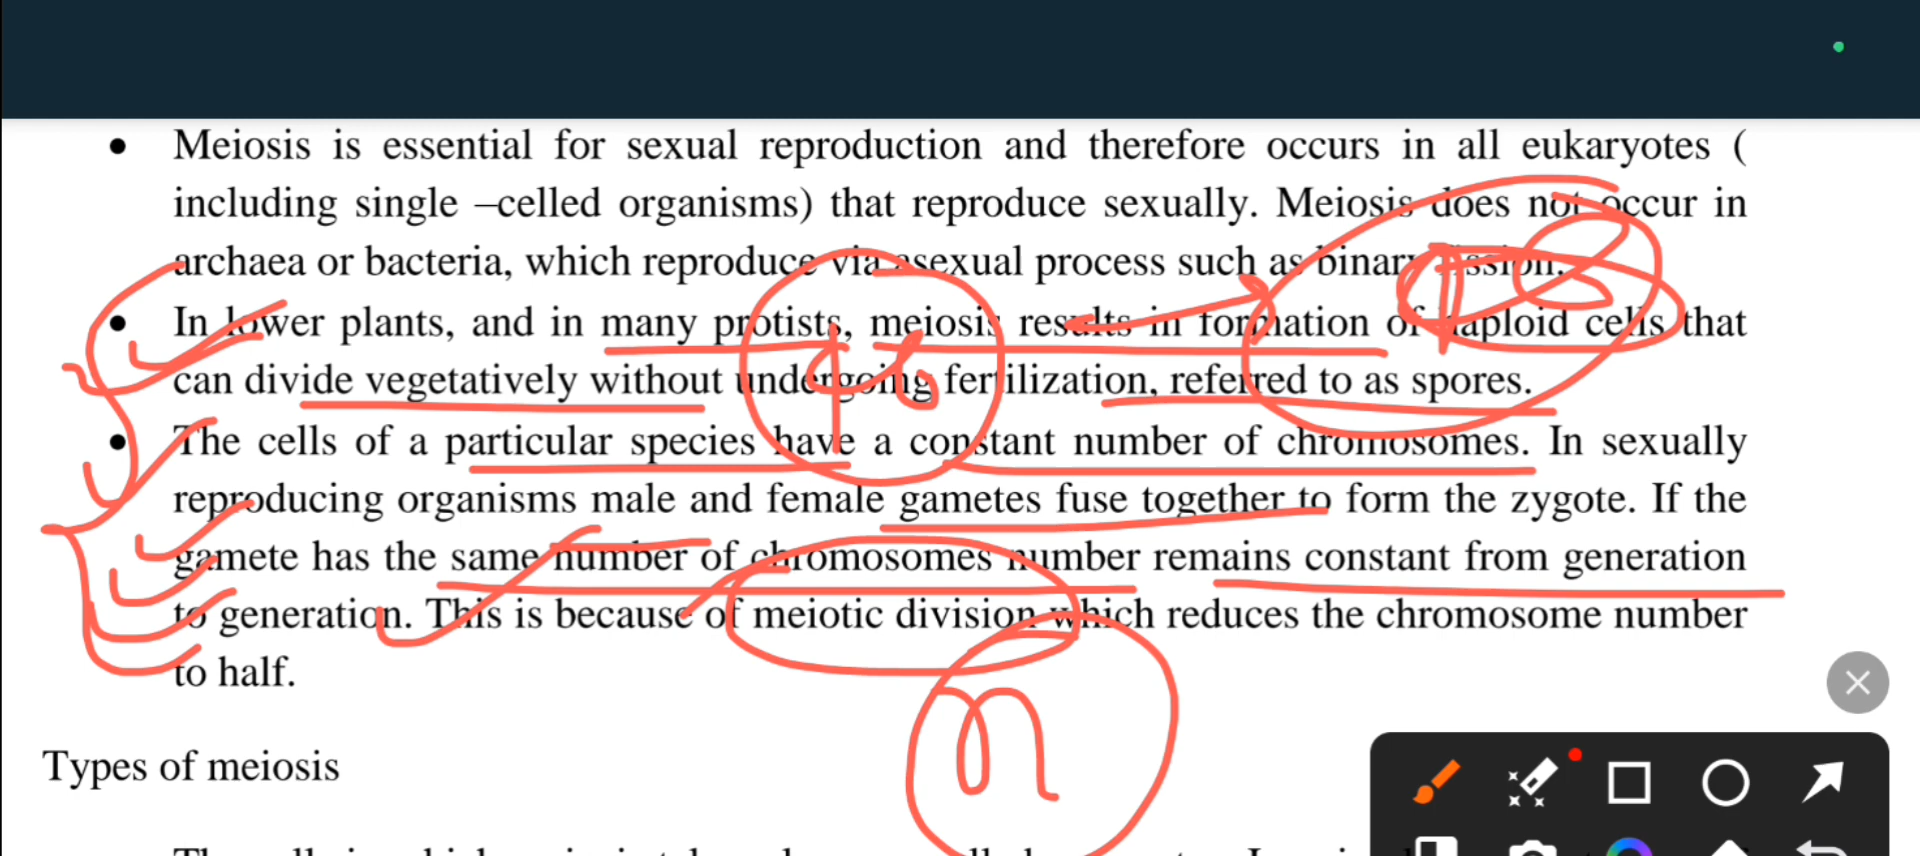 • Meiosis is essential for sexual reproduction and therefore occurs in all eukaryotes (
including single –celled organisms) that reproduce sexually. Meiosis does not occur in
archaea or bacteria, which reproduce via asexual process such as binary fission.
• In lower plants, and in many protists, meiosis results in formation of haploid cells that
can divide vegetatively without undergoing fertilization, referred to as spores.
46
• The cells of a particular species have a constant number of chromosomes. In sexually
reproducing organisms male and female gametes fuse together to form the zygote. If the
gamete has the same number of chromosomes number remains constant from generation
to generation. This is because of meiotic division which reduces the chromosome number
to half.
n
Types of meiosis